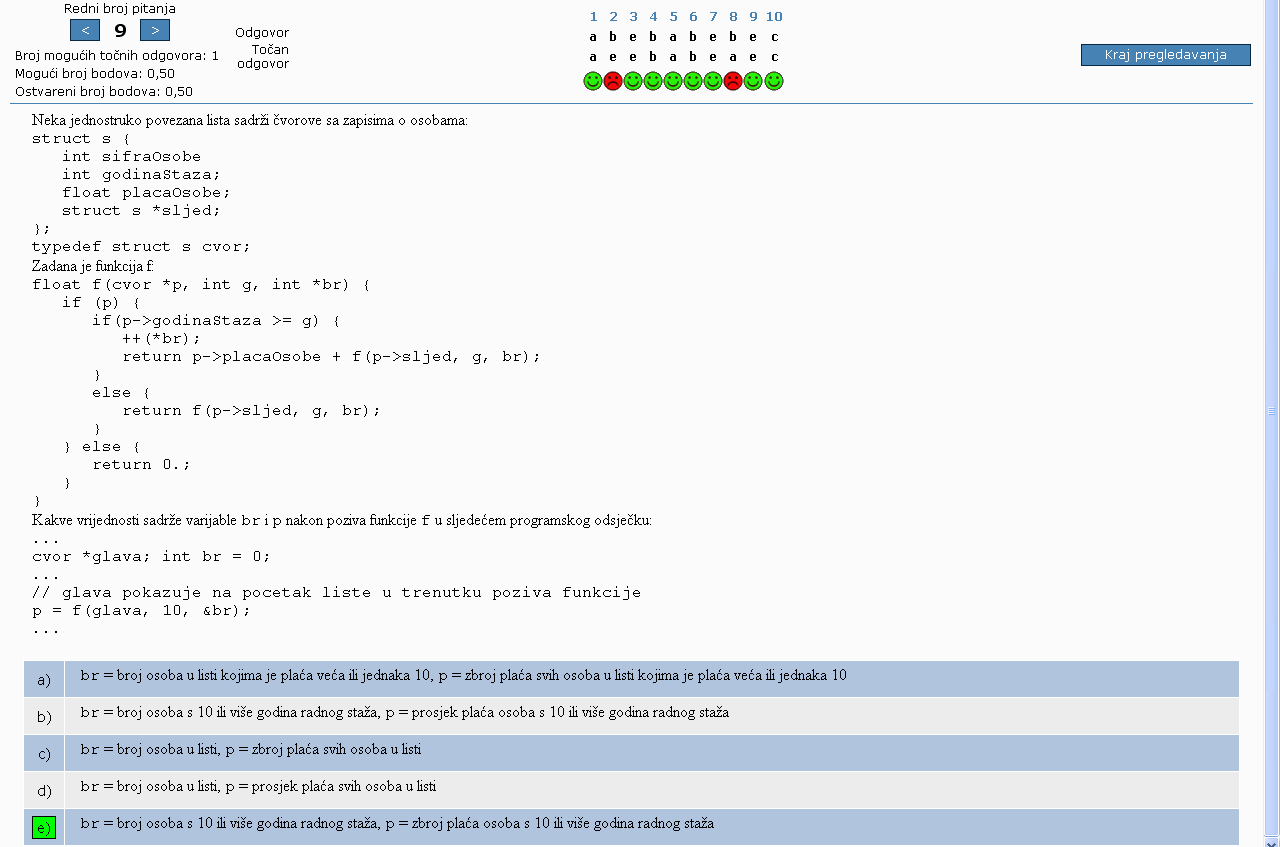 Redni broj pitanja
< 9 >
Broj mogućih točnih odgovora: 1
Mogući broj bodova: 0,50
Ostvareni broj bodova: 0,50
Odgovor
Točan
odgovor
1 2 3 4 5 6 7 8 9 10
a b e b a b e b e c
a e e b a b e a e c
Kraj pregledavanja
Neka jednostruko povezana lista sadrži čvorove sa zapisima o osobama:
struct s {
   int sifraOsobe
   int godinaStaza;
   float placaOsobe;
   struct s *sljed;
};
typedef struct s cvor;
Zadana je funkcija f:
float f(cvor *p, int g, int *br) {
   if (p) {
      if(p->godinaStaza >= g) {
         ++(*br);
         return p->placaOsobe + f(p->sljed, g, br);
      }
      else {
         return f(p->sljed, g, br);
      }
   } else {
      return 0.;
   }
}
Kakve vrijednosti sadrže varijable br i p nakon poziva funkcije f u sljedećem programskog odsječku:
...
cvor *glava; int br = 0;
...
// glava pokazuje na pocetak liste u trenutku poziva funkcije
p = f(glava, 10, &br);
...
a) br = broj osoba u listi kojima je plaća veća ili jednaka 10, p = zbroj plaća svih osoba u listi kojima je plaća veća ili jednaka 10
b) br = broj osoba s 10 ili više godina radnog staža, p = prosjek plaća osoba s 10 ili više godina radnog staža
c) br = broj osoba u listi, p = zbroj plaća svih osoba u listi
d) br = broj osoba u listi, p = prosjek plaća svih osoba u listi
e) br = broj osoba s 10 ili više godina radnog staža, p = zbroj plaća osoba s 10 ili više godina radnog staža